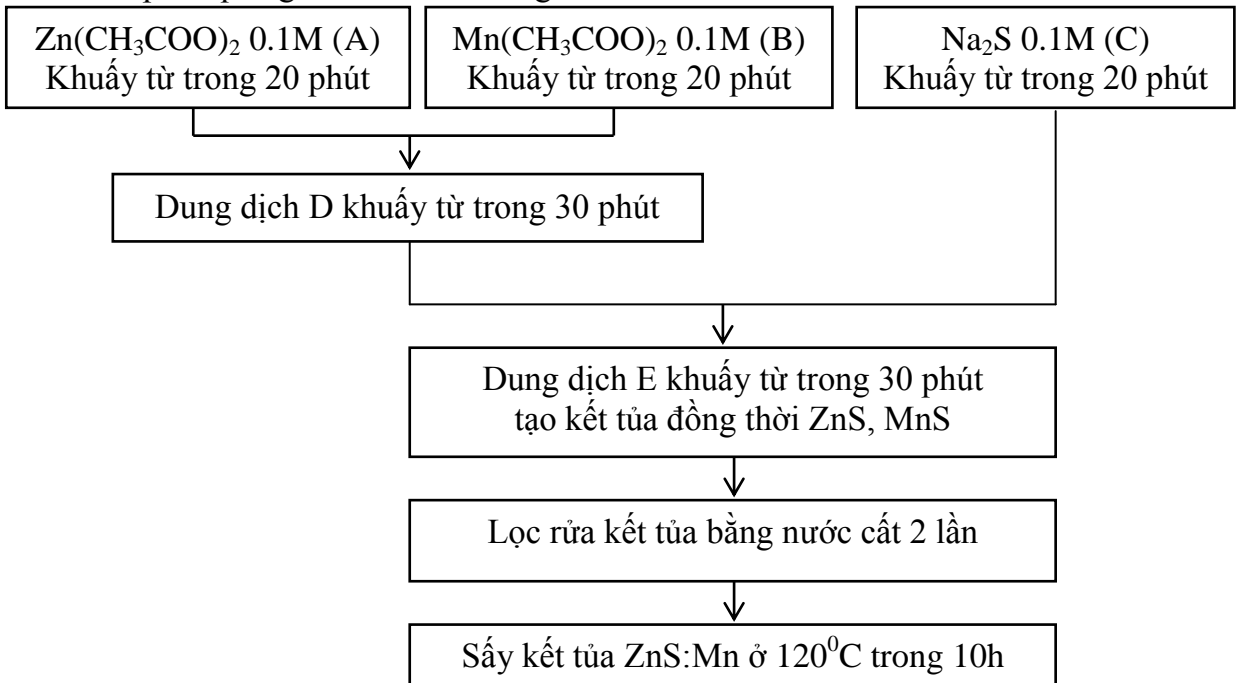 Zn(CH₃COO)₂ 0.1M (A)
Khuấy từ trong 20 phút
Mn(CH₃COO)₂ 0.1M (B)
Khuấy từ trong 20 phút
Na₂S 0.1M (C)
Khuấy từ trong 20 phút
Dung dịch D khuấy từ trong 30 phút
Dung dịch E khuấy từ trong 30 phút
tạo kết tủa đồng thời ZnS, MnS
Lọc rửa kết tủa bằng nước cất 2 lần
Sấy kết tủa ZnS:Mn ở 120⁰C trong 10h